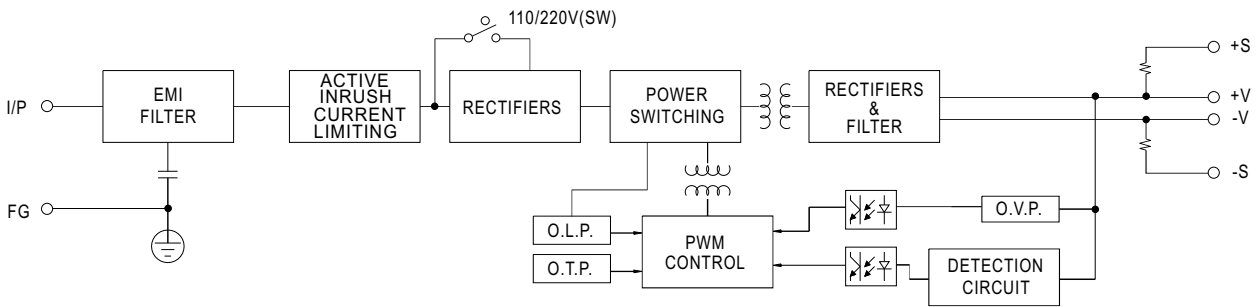 110/220V(SW)
+S
I/P
EMI
FILTER
ACTIVE
INRUSH
CURRENT
LIMITING
RECTIFIERS
POWER
SWITCHING
RECTIFIERS
&
FILTER
+V
-V
-S
FG
O.L.P.
O.T.P.
PWM
CONTROL
O.V.P.
DETECTION
CIRCUIT